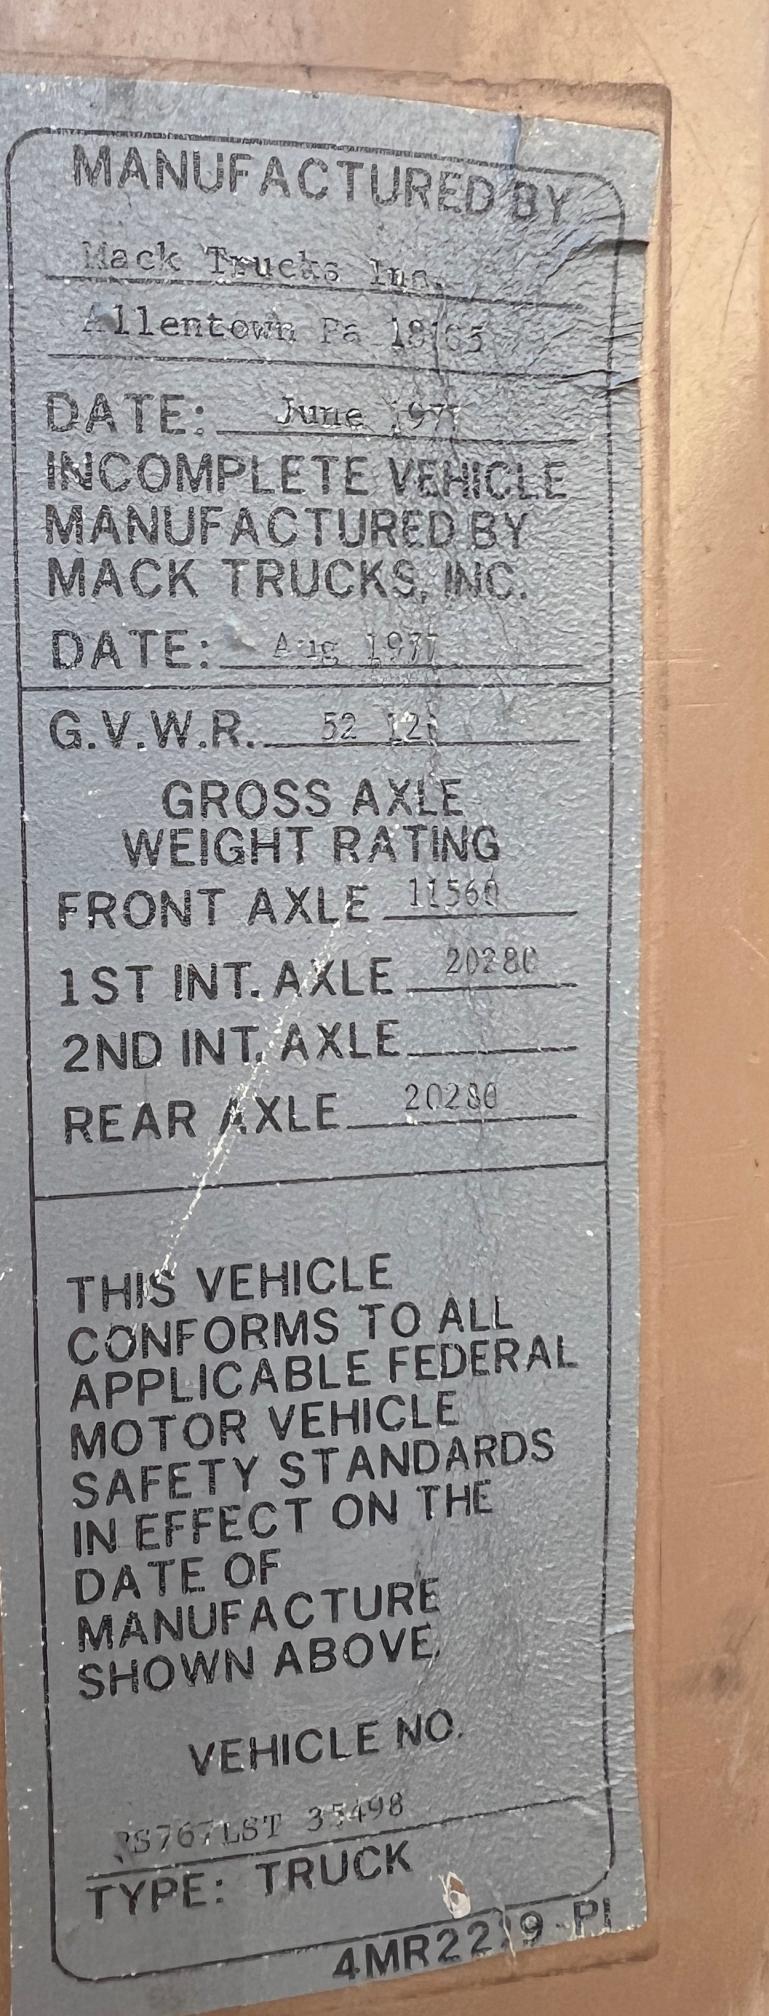 MANUFACTURED BY
Mack Trucks Inc.
Allentown Pa
DATE: June
INCOMPLETE VEHICLE
MANUFACTURED BY
MACK TRUCKS, INC.
DATE: Aug 1977
G.V.W.R. 52
GROSS AXLE
WEIGHT RATING
FRONT AXLE 11560
1ST INT. AXLE 20280
2ND INT. AXLE
REAR AXLE 20280
THIS VEHICLE
CONFORMS TO ALL
APPLICABLE FEDERAL
MOTOR VEHICLE
SAFETY STANDARDS
IN EFFECT ON THE
DATE OF
MANUFACTURE
SHOWN ABOVE.
VEHICLE NO.
TYPE: TRUCK